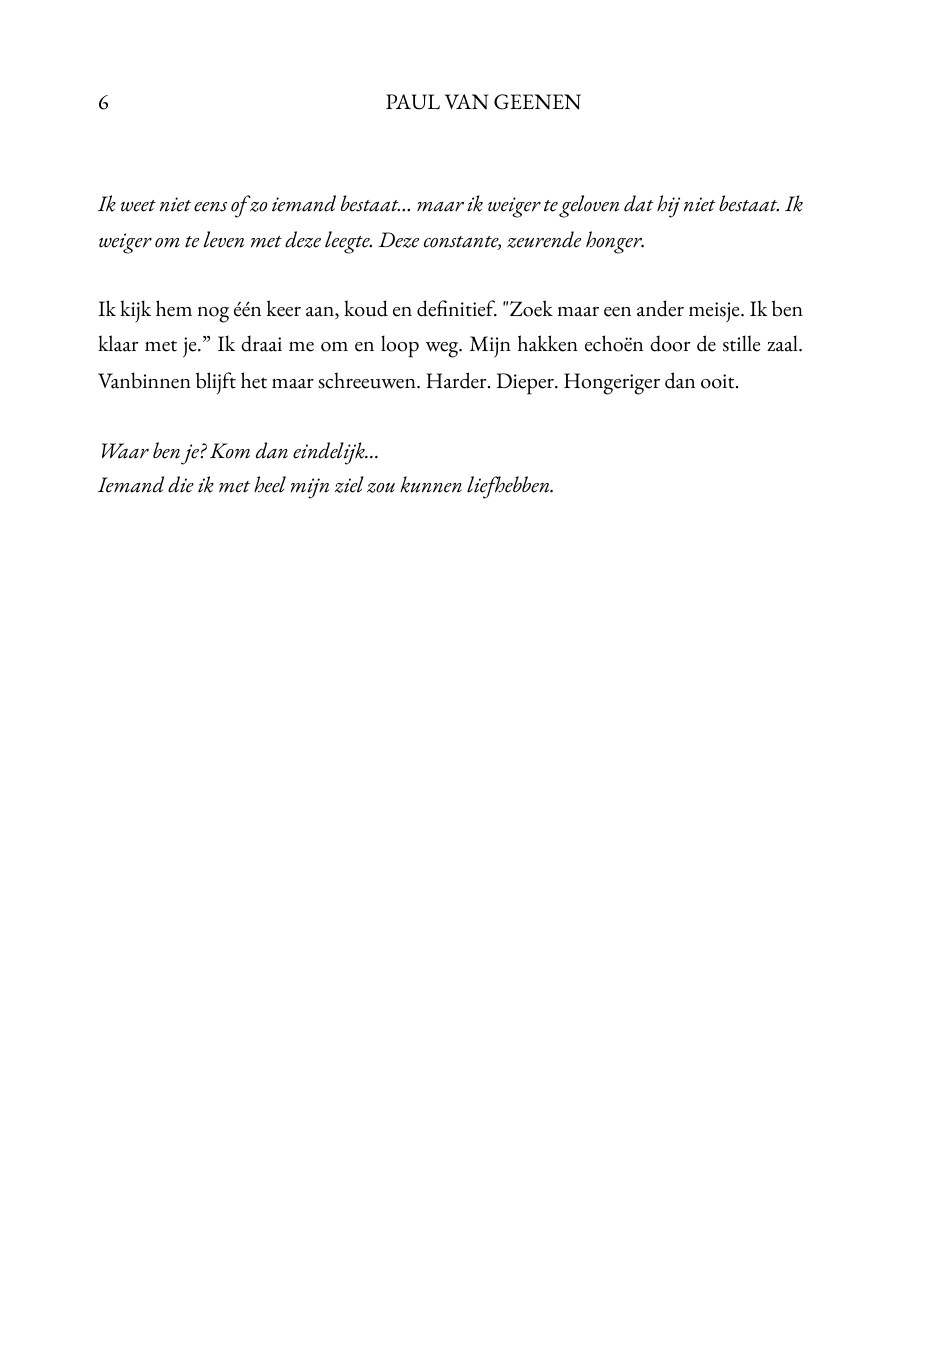 6
PAUL VAN GEENEN
Ik weet niet eens of zo iemand bestaat... maar ik weiger te geloven dat hij niet bestaat. Ik
weiger om te leven met deze leegte. Deze constante, zeurende honger.
Ik kijk hem nog één keer aan, koud en definitief. "Zoek maar een ander meisje. Ik ben
klaar met je.” Ik draai me om en loop weg. Mijn hakken echoën door de stille zaal.
Vanbinnen blijft het maar schreeuwen. Harder. Dieper. Hongeriger dan ooit.
Waar ben je? Kom dan eindelijk...
Iemand die ik met heel mijn ziel zou kunnen liefhebben.